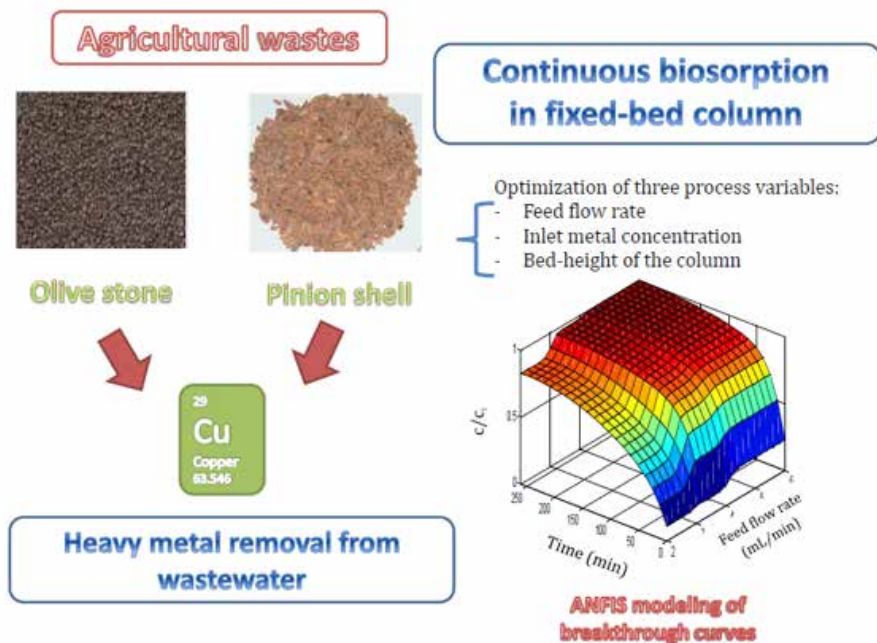 Agricultural wastes
Continuous biosorption
in fixed-bed column
Optimization of three process variables:
- Feed flow rate
- Inlet metal concentration
- Bed-height of the column
Olive stone
Pinion shell
29
Cu
Copper
63.546
Heavy metal removal from
wastewater
1
0.5
0
c/cᵢ
250
200
150
100
50
0
Time (min)
2
Feed flow rate
(mL/min)
ANFIS modeling of
breakthrough curves